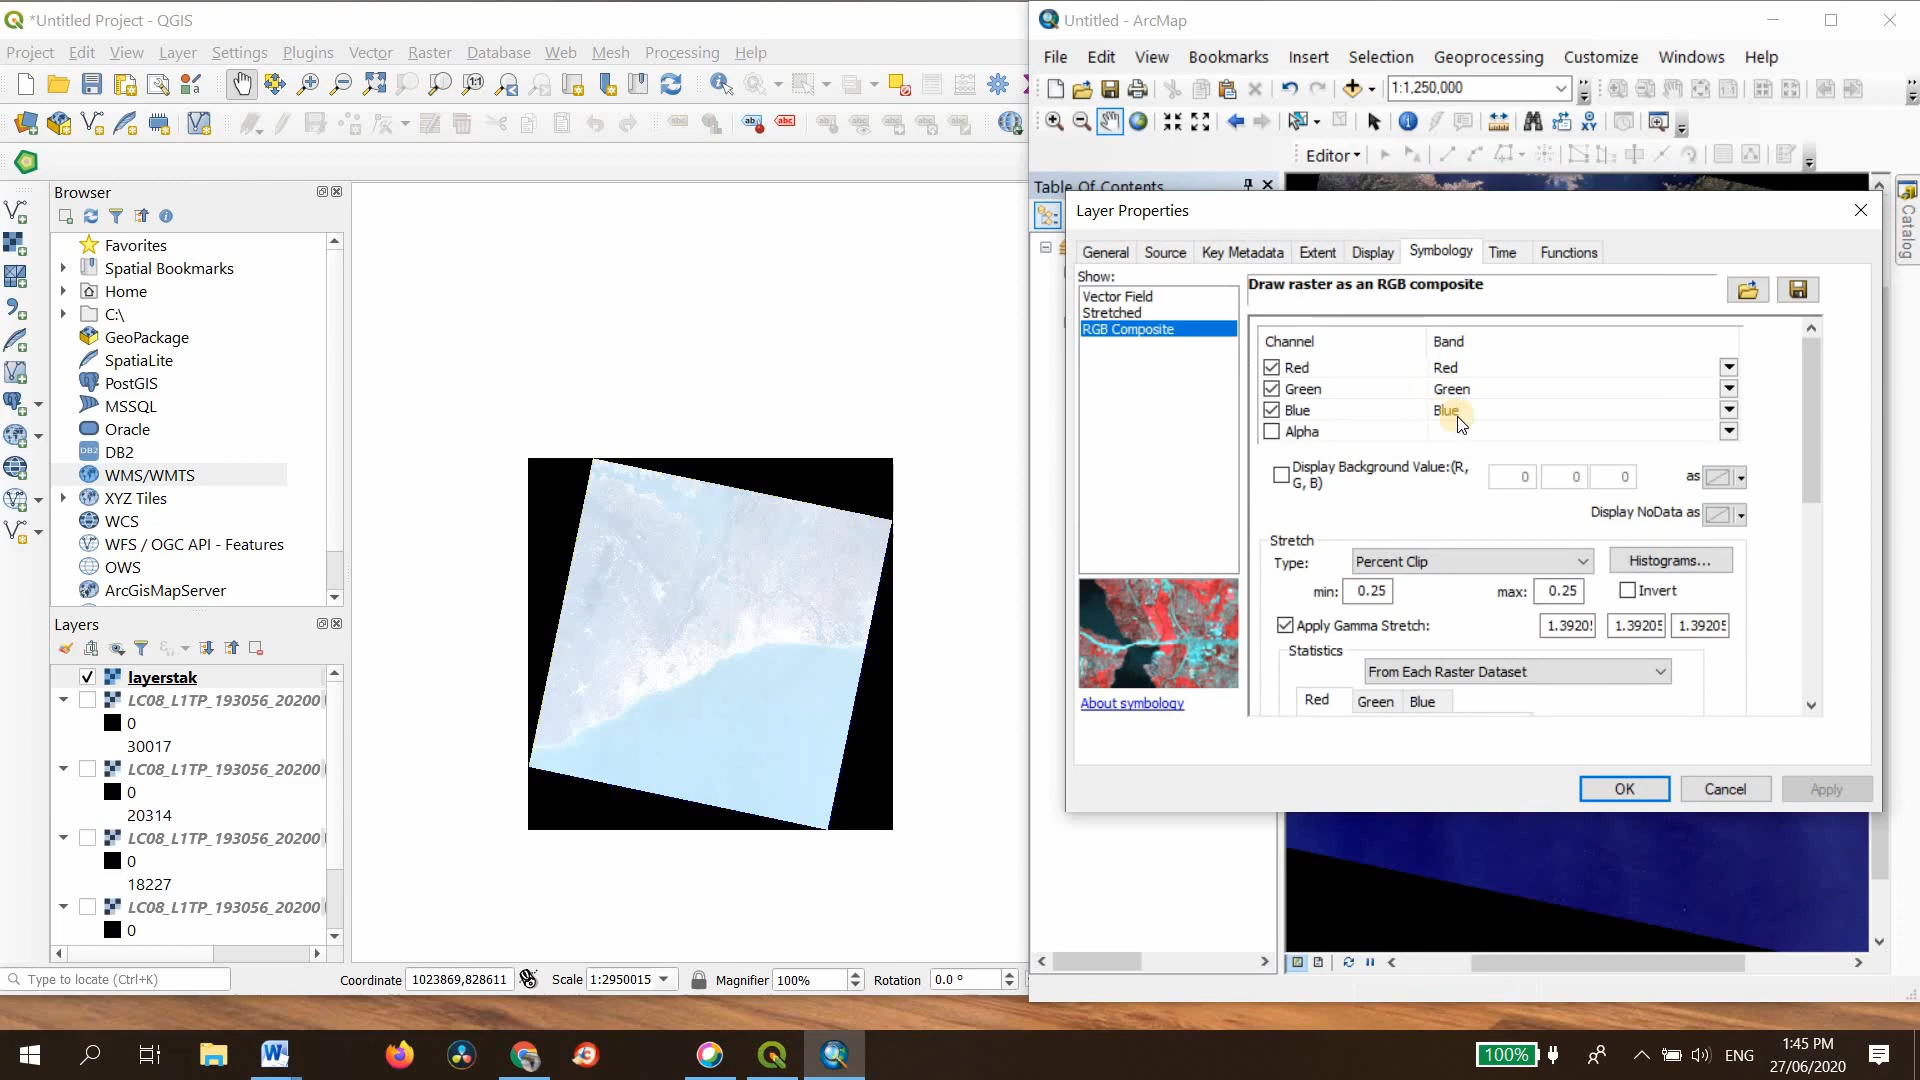 *Untitled Project - QGIS
Project Edit View Layer Settings Plugins Vector Raster Database Web Mesh Processing Help
Browser
Favorites
Spatial Bookmarks
Home
C:\
GeoPackage
SpatiaLite
PostGIS
MSSQL
Oracle
DB2
WMS/WMTS
XYZ Tiles
WCS
WFS / OGC API - Features
OWS
ArcGisMapServer
Layers
layerstak
LC08_L1TP_193056_20200
0
30017
LC08_L1TP_193056_20200
0
20314
LC08_L1TP_193056_20200
0
18227
LC08_L1TP_193056_20200
0
Type to locate (Ctrl+K)
Coordinate 1023869,828611 Scale 1:2950015 Magnifier 100% Rotation 0.0 °
Untitled - ArcMap
File Edit View Bookmarks Insert Selection Geoprocessing Customize Windows Help
1:1,250,000
Editor
Table Of Contents
Catalog
Layer Properties
General Source Key Metadata Extent Display Symbology Time Functions
Show:
Vector Field
Stretched
RGB Composite
About symbology
Draw raster as an RGB composite
Channel Band
Red Red
Green Green
Blue Blue
Alpha
Display Background Value:(R, G, B) 0 0 0 as
Display NoData as
Stretch
Type: Percent Clip Histograms...
min: 0.25 max: 0.25 Invert
Apply Gamma Stretch: 1.3920 1.39205 1.39205
Statistics
From Each Raster Dataset
Red Green Blue
OK Cancel Apply
100% ENG
1:45 PM
27/06/2020